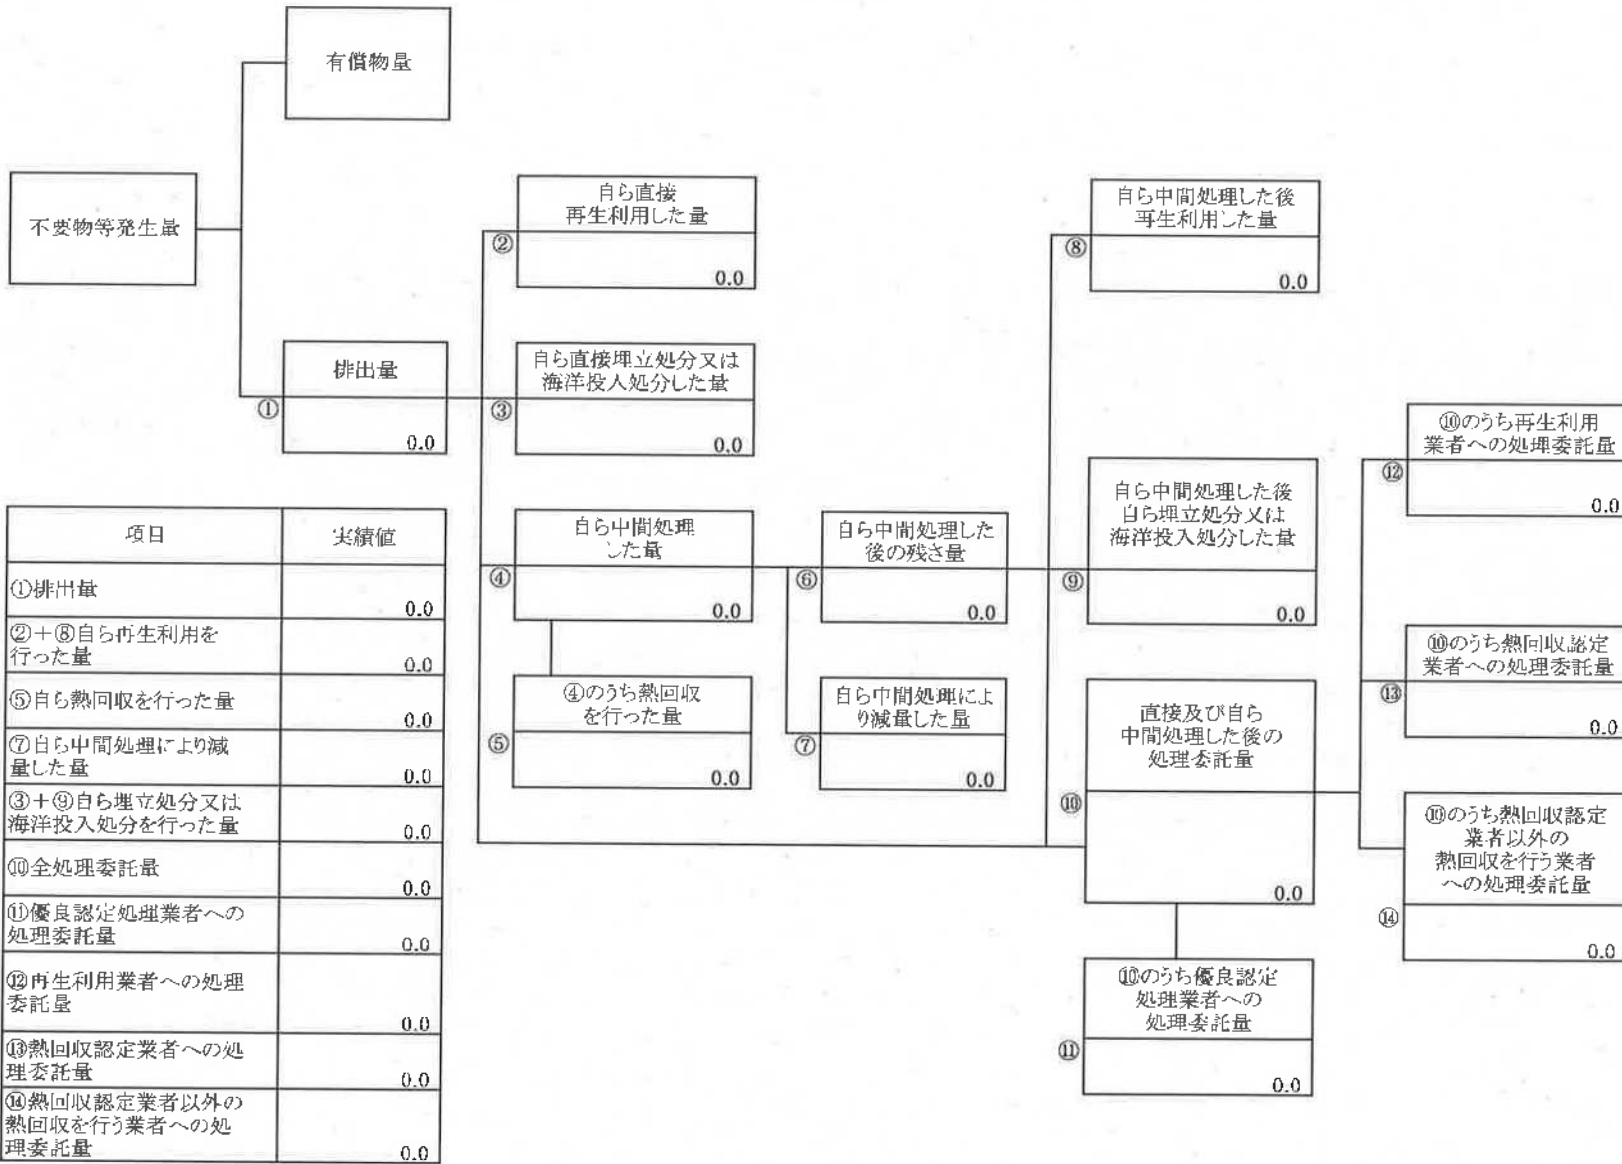 有償物量
不要物等発生量
排出量
①
0.0
自ら直接
再生利用した量
②
0.0
自ら直接埋立処分又は
海洋投入処分した量
③
0.0
自ら中間処理
した量
④
0.0
④のうち熱回収
を行った量
⑤
0.0
自ら中間処理した
後の残さ量
⑥
0.0
自ら中間処理によ
り減量した量
⑦
0.0
自ら中間処理した後
再生利用した量
⑧
0.0
自ら中間処理した後
自ら埋立処分又は
海洋投入処分した量
⑨
0.0
直接及び自ら
中間処理した後の
処理委託量
⑩
0.0
⑩のうち優良認定
処理業者への
処理委託量
⑪
0.0
⑩のうち再生利用
業者への処理委託量
⑫
0.0
⑩のうち熱回収認定
業者への処理委託量
⑬
0.0
⑩のうち熱回収認定
業者以外の
熱回収を行う業者
への処理委託量
⑭
0.0
項目 実績値
①排出量
0.0
②+⑧自ら再生利用を
行った量
0.0
⑤自ら熱回収を行った量
0.0
⑦自ら中間処理により減
量した量
0.0
③+⑨自ら埋立処分又は
海洋投入処分を行った量
0.0
⑩全処理委託量
0.0
⑪優良認定処理業者への
処理委託量
0.0
⑫再生利用業者への処理
委託量
0.0
⑬熱回収認定業者への処
理委託量
0.0
⑭熱回収認定業者以外の
熱回収を行う業者への処
理委託量
0.0